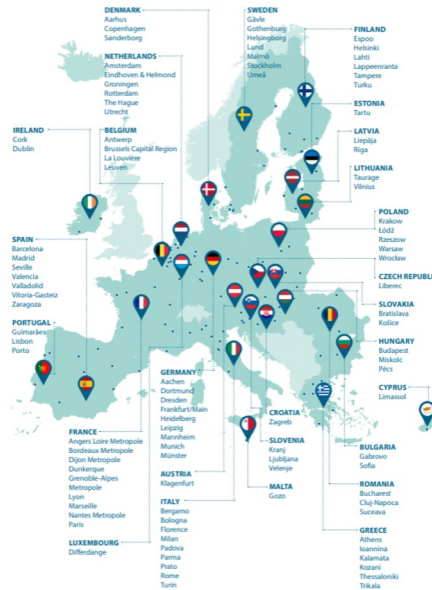 DENMARK
Aarhus
Copenhagen
Sønderborg
SWEDEN
Gävle
Gothenburg
Helsingborg
Lund
Malmö
Stockholm
Umeå
FINLAND
Espoo
Helsinki
Lahti
Lappeenranta
Tampere
Turku
NETHERLANDS
Amsterdam
Eindhoven & Helmond
Groningen
Rotterdam
The Hague
Utrecht
ESTONIA
Tartu
IRELAND
Cork
Dublin
BELGIUM
Antwerp
Brussels Capital Region
La Louvière
Leuven
LATVIA
Liepāja
Riga
LITHUANIA
Taurage
Vilnius
POLAND
Krakow
Łódź
Rzeszow
Warsaw
Wrocław
SPAIN
Barcelona
Madrid
Seville
Valencia
Valladolid
Vitoria-Gasteiz
Zaragoza
CZECH REPUBL
Liberec
SLOVAKIA
Bratislava
Košice
PORTUGAL
Guimarães
Lisbon
Porto
HUNGARY
Budapest
Miskolc
Pécs
GERMANY
Aachen
Dortmund
Dresden
Frankfurt/Main
Heidelberg
Leipzig
Mannheim
Munich
Münster
CYPRUS
Limassol
CROATIA
Zagreb
FRANCE
Angers Loire Metropole
Bordeaux Metropole
Dijon Metropole
Dunkerque
Grenoble-Alpes
Metropole
Lyon
Marseille
Nantes Metropole
Paris
SLOVENIA
Kranj
Ljubljana
Velenje
BULGARIA
Gabrovo
Sofia
AUSTRIA
Klagenfurt
MALTA
Gozo
ROMANIA
Bucharest
Cluj-Napoca
Suceava
ITALY
Bergamo
Bologna
Florence
Milan
Padova
Parma
Prato
Rome
Turin
GREECE
Athens
Ioannina
Kalamata
Kozani
Thessaloniki
Trikala
LUXEMBOURG
Differdange